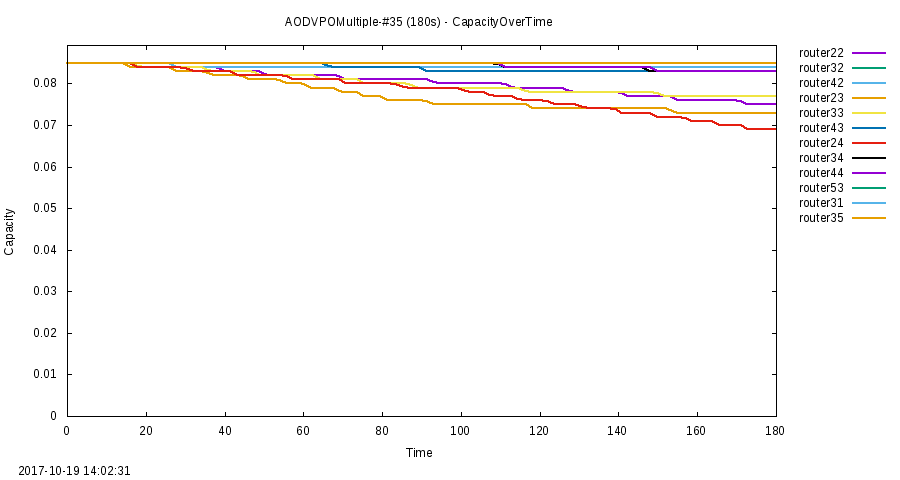 AODVPOMultiple-#35 (180s) - CapacityOverTime
router22
router32
router42
router23
router33
router43
router24
router34
router44
router53
router31
router35
0.08
0.07
0.06
0.05
0.04
0.03
0.02
0.01
0
Capacity
0 20 40 60 80 100 120 140 160 180
Time
2017-10-19 14:02:31